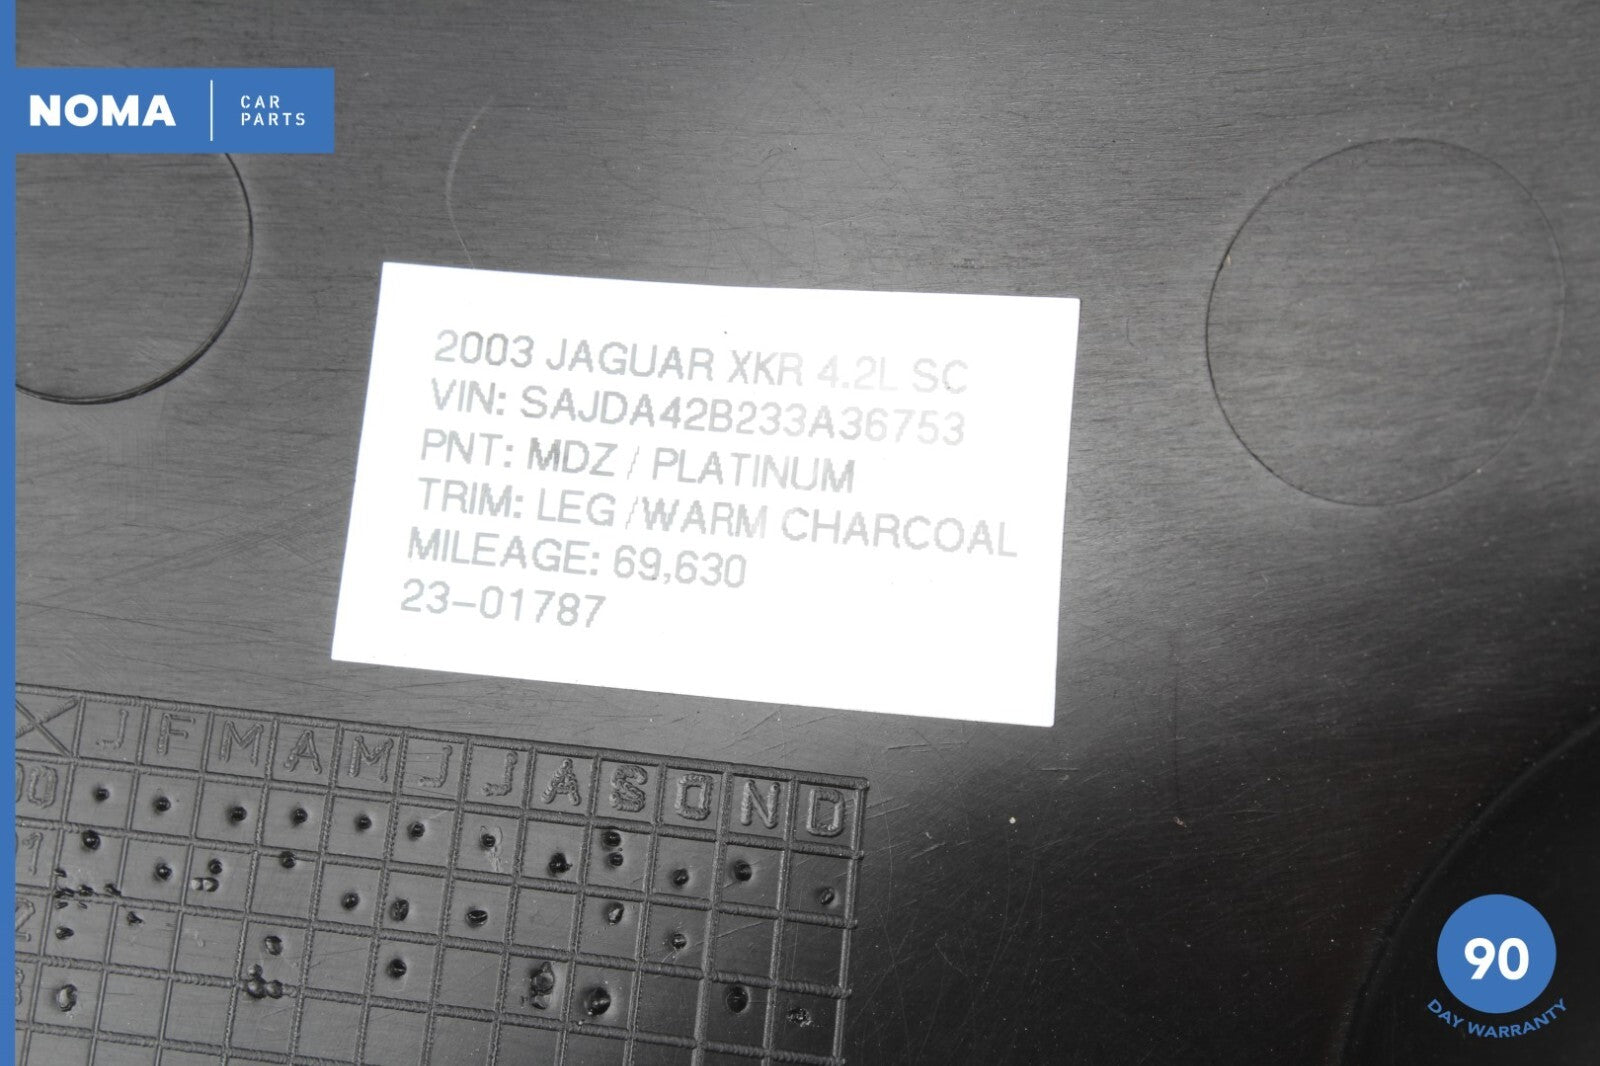 NOMA
CAR
PARTS
2003 JAGUAR XKR 4.2L SC
VIN: SAJDA42B233A36753
PNT: MDZ / PLATINUM
TRIM: LEG /WARM CHARCOAL
MILEAGE: 69,630
23-01787
J F M A M J J A S O N D
00
90
DAY WARRANTY